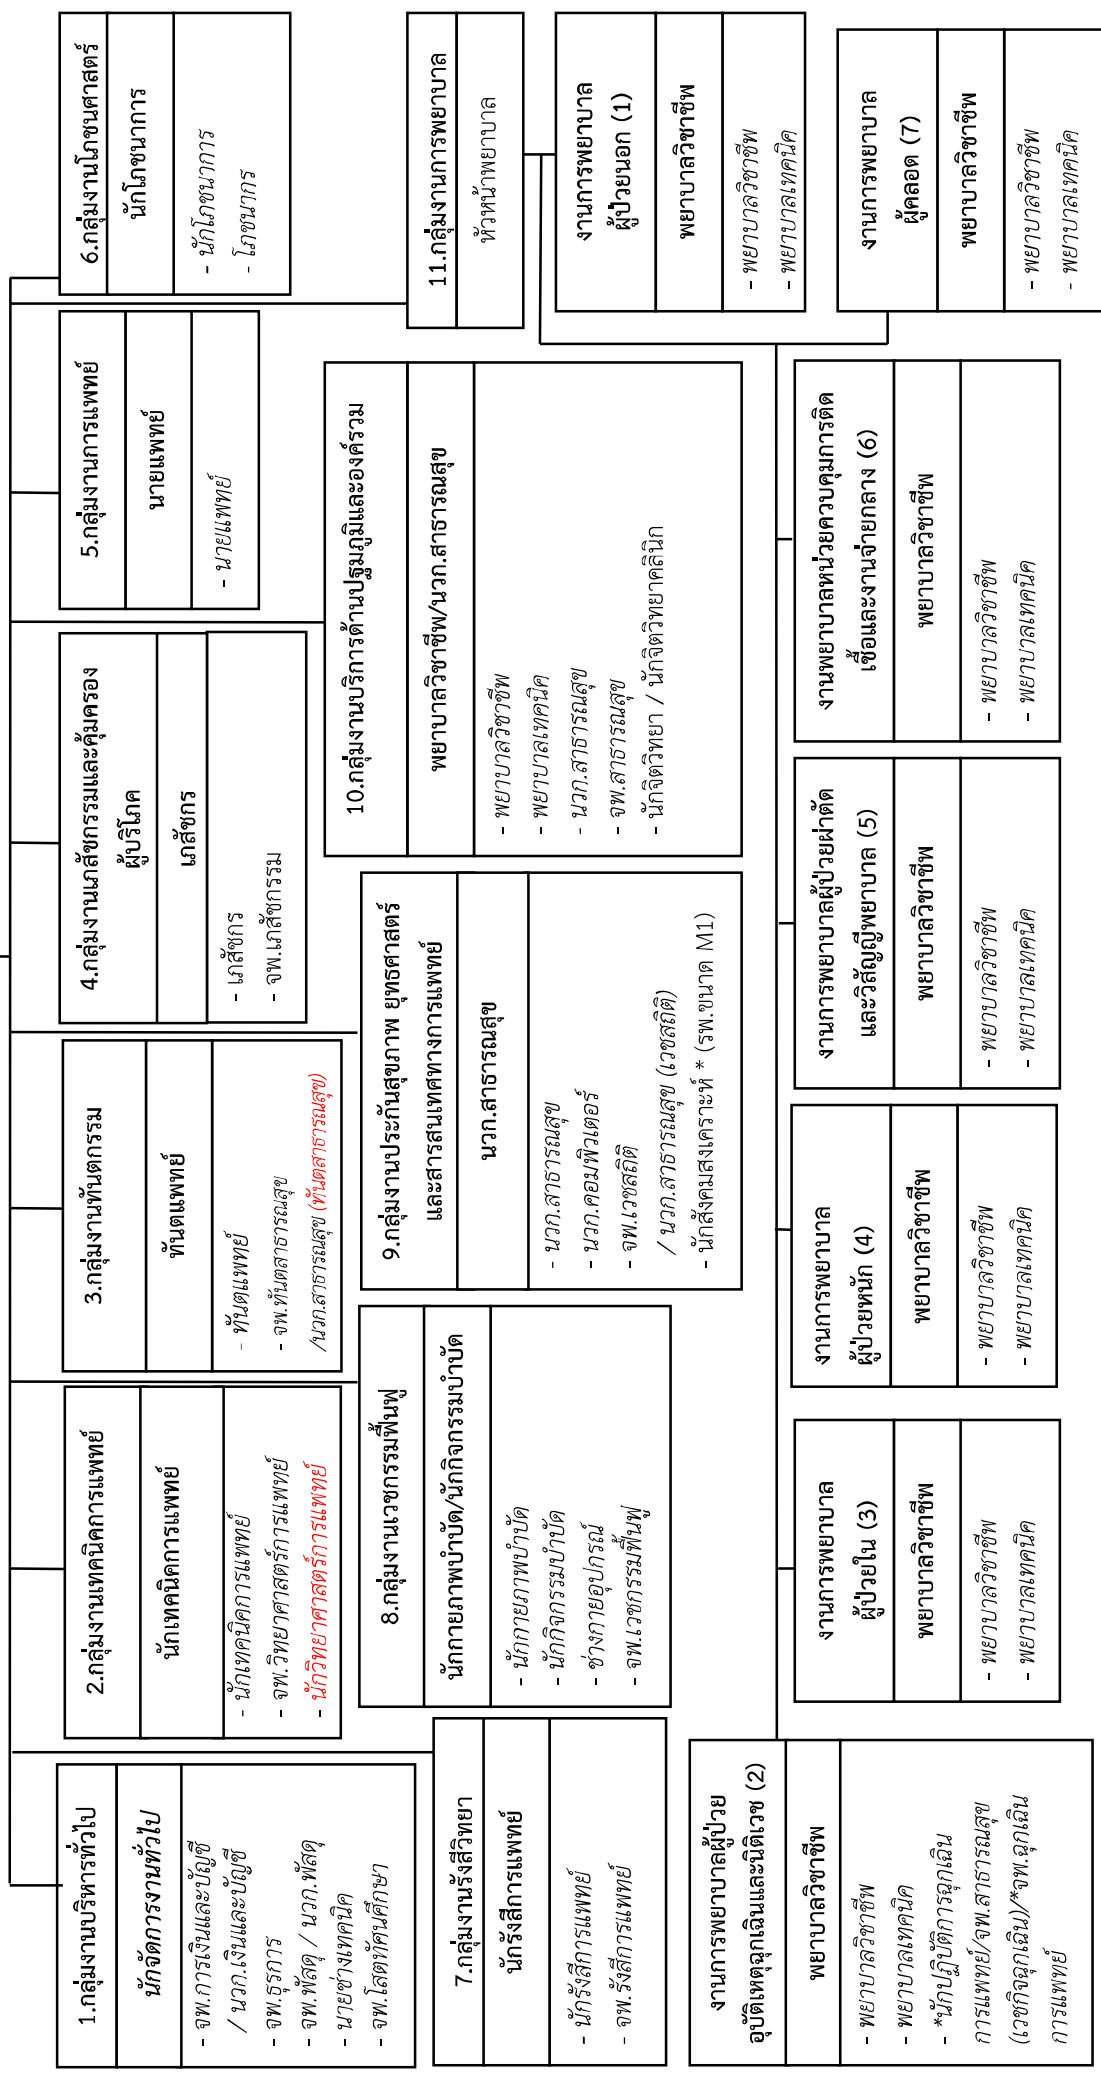 1.กลุ่มงานบริหารทั่วไป
นักจัดการงานทั่วไป
- จพ.การเงินและบัญชี
/ นวก.เงินและบัญชี
- จพ.ธุรการ
- จพ.พัสดุ / นวก.พัสดุ
- นายช่างเทคนิค
- จพ.โสตทัศนศึกษา
2.กลุ่มงานเทคนิคการแพทย์
นักเทคนิคการแพทย์
- นักเทคนิคการแพทย์
- จพ.วิทยาศาสตร์การแพทย์
- นักวิทยาศาสตร์การแพทย์
3.กลุ่มงานทันตกรรม
ทันตแพทย์
- ทันตแพทย์
- จพ.ทันตสาธารณสุข
/นวก.สาธารณสุข (ทันตสาธารณสุข)
4.กลุ่มงานเภสัชกรรมและคุ้มครอง
ผู้บริโภค
เภสัชกร
- เภสัชกร
- จพ.เภสัชกรรม
5.กลุ่มงานการแพทย์
นายแพทย์
- นายแพทย์
6.กลุ่มงานโภชนศาสตร์
นักโภชนาการ
- นักโภชนาการ
- โภชนากร
7.กลุ่มงานรังสีวิทยา
นักรังสีการแพทย์
- นักรังสีการแพทย์
- จพ.รังสีการแพทย์
8.กลุ่มงานเวชกรรมฟื้นฟู
นักกายภาพบำบัด/นักกิจกรรมบำบัด
- นักกายภาพบำบัด
- นักกิจกรรมบำบัด
- ช่างกายอุปกรณ์
- จพ.เวชกรรมฟื้นฟู
9.กลุ่มงานประกันสุขภาพ ยุทธศาสตร์
และสารสนเทศทางการแพทย์
นวก.สาธารณสุข
- นวก.สาธารณสุข
- นวก.คอมพิวเตอร์
- จพ.เวชสถิติ
/ นวก.สาธารณสุข (เวชสถิติ)
- นักสังคมสงเคราะห์ * (รพ.ขนาด M1)
10.กลุ่มงานบริการด้านปฐมภูมิและองค์รวม
พยาบาลวิชาชีพ/นวก.สาธารณสุข
- พยาบาลวิชาชีพ
- พยาบาลเทคนิค
- นวก.สาธารณสุข
- จพ.สาธารณสุข
- นักจิตวิทยา / นักจิตวิทยาคลินิก
11.กลุ่มงานการพยาบาล
หัวหน้าพยาบาล
งานการพยาบาล
ผู้ป่วยนอก (1)
พยาบาลวิชาชีพ
- พยาบาลวิชาชีพ
- พยาบาลเทคนิค
งานการพยาบาลผู้ป่วย
อุบัติเหตุฉุกเฉินและนิติเวช (2)
พยาบาลวิชาชีพ
- พยาบาลวิชาชีพ
- พยาบาลเทคนิค
- *นักปฏิบัติการฉุกเฉิน
การแพทย์/จพ.สาธารณสุข
(เวชกิจฉุกเฉิน)/*จพ.ฉุกเฉิน
การแพทย์
งานการพยาบาล
ผู้ป่วยใน (3)
พยาบาลวิชาชีพ
- พยาบาลวิชาชีพ
- พยาบาลเทคนิค
งานการพยาบาล
ผู้ป่วยหนัก (4)
พยาบาลวิชาชีพ
- พยาบาลวิชาชีพ
- พยาบาลเทคนิค
งานการพยาบาลผู้ป่วยผ่าตัด
และวิสัญญีพยาบาล (5)
พยาบาลวิชาชีพ
- พยาบาลวิชาชีพ
- พยาบาลเทคนิค
งานพยาบาลหน่วยควบคุมการติด
เชื้อและงานจ่ายกลาง (6)
พยาบาลวิชาชีพ
- พยาบาลวิชาชีพ
- พยาบาลเทคนิค
งานการพยาบาล
ผู้คลอด (7)
พยาบาลวิชาชีพ
- พยาบาลวิชาชีพ
- พยาบาลเทคนิค